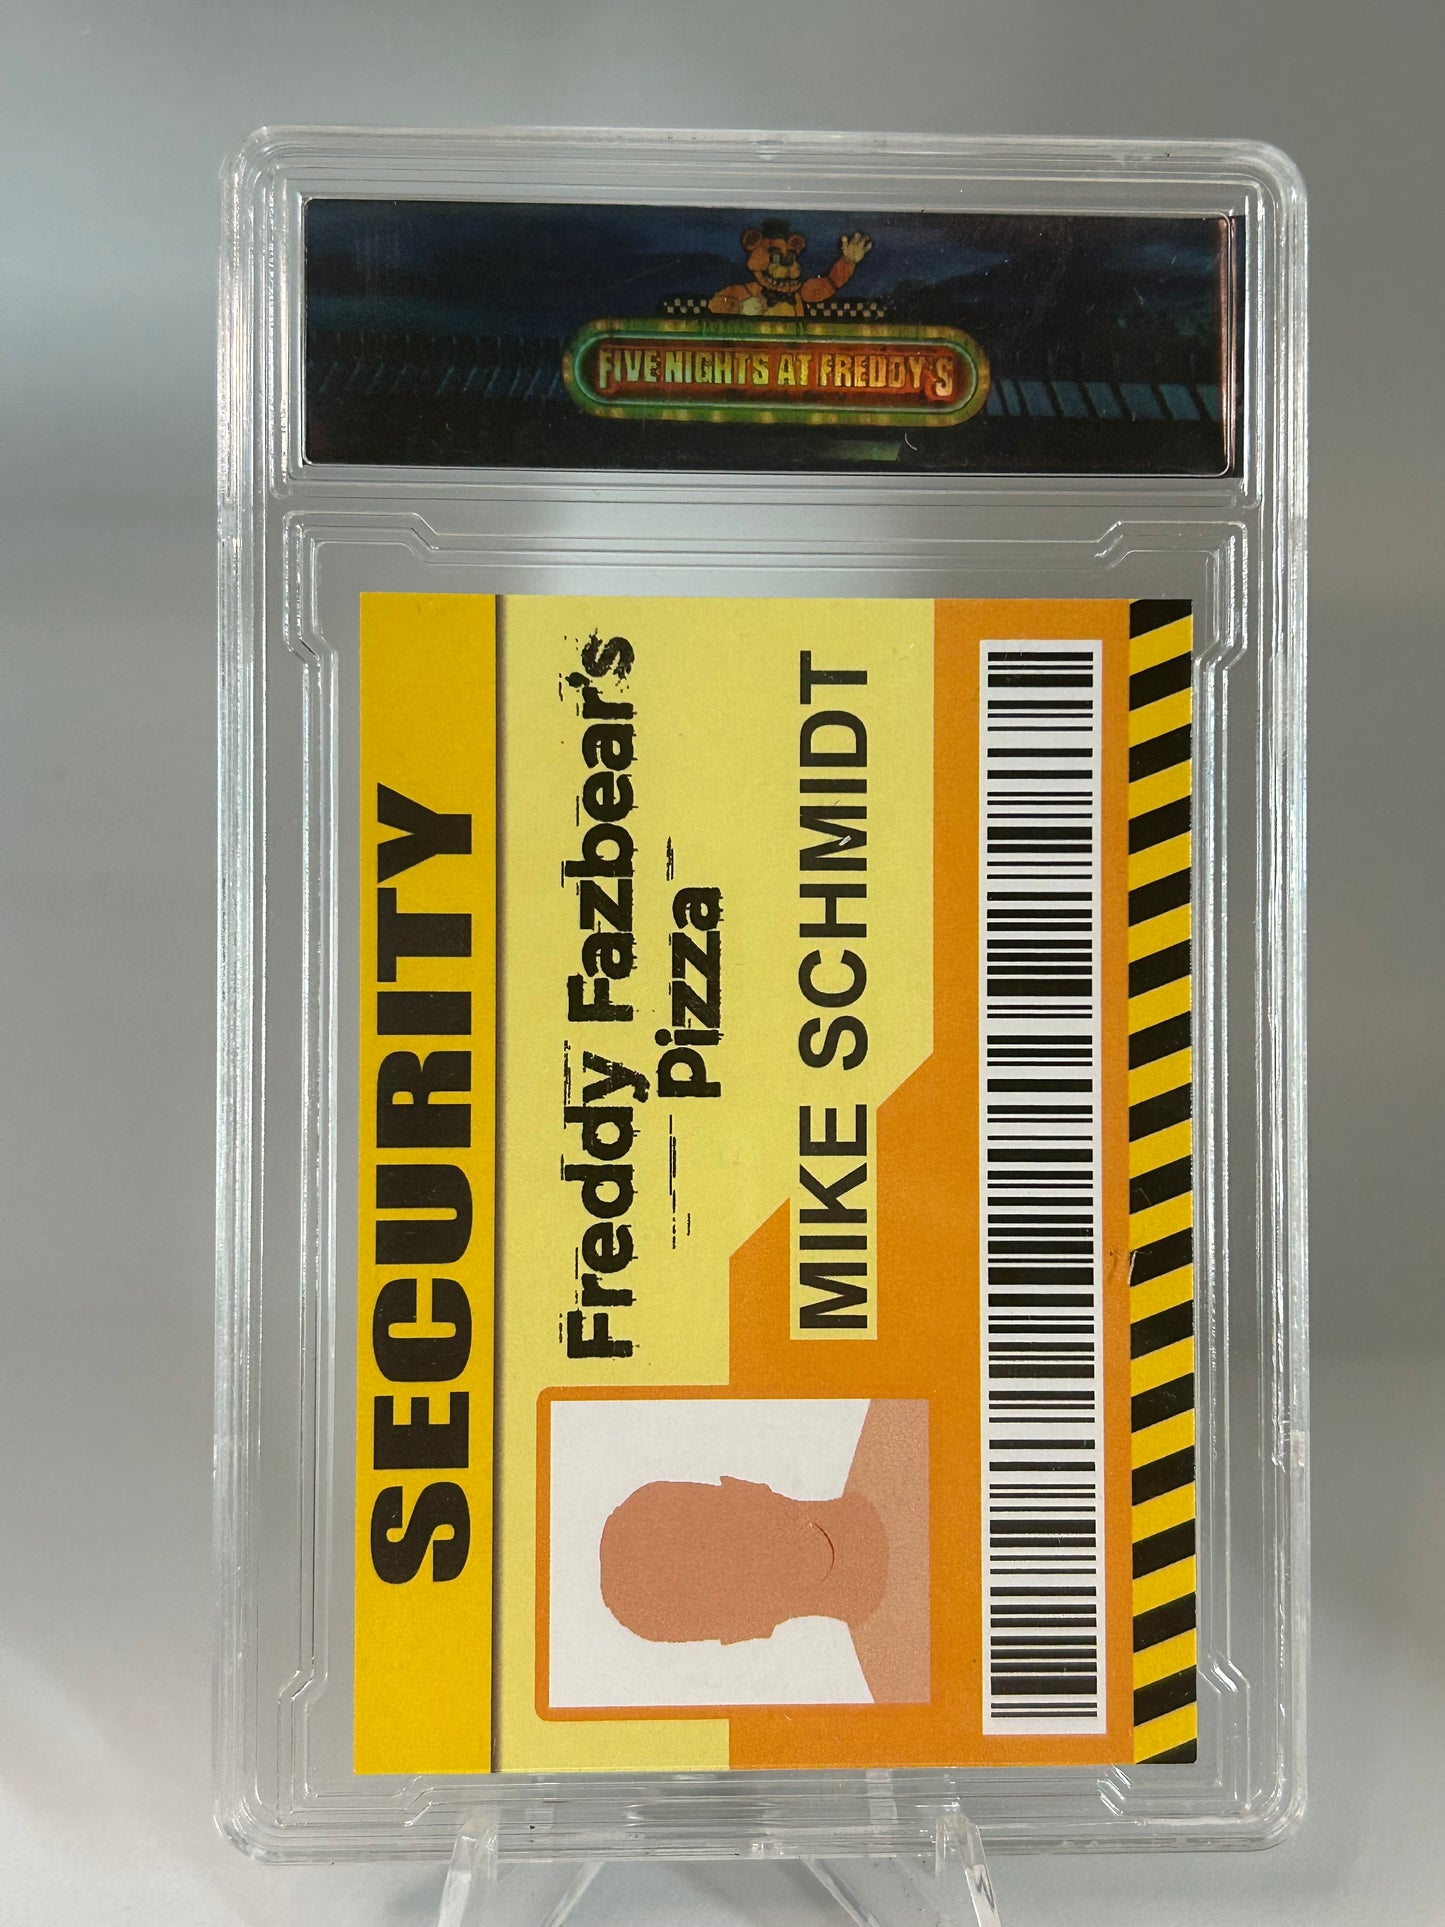 FIVE NIGHTS AT FREDDY'S
SECURITY
Freddy Fazbear's
Pizza
MIKE SCHMIDT